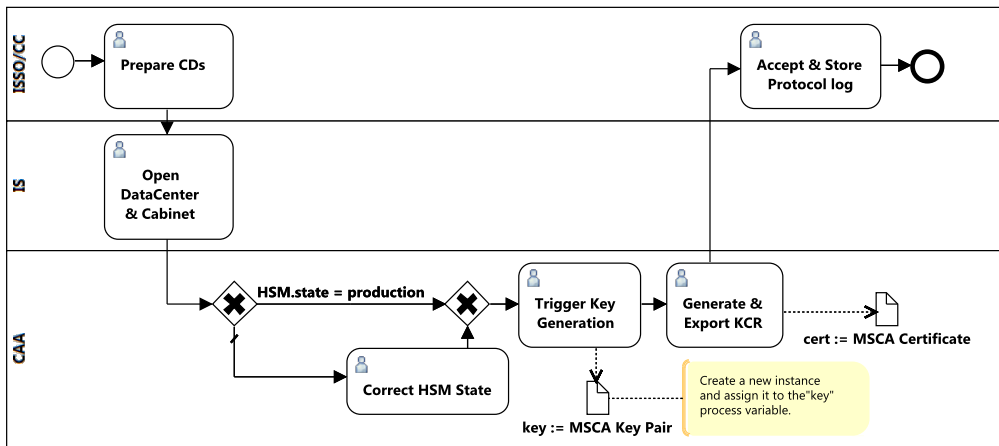 ISSO/CC
Prepare CDs
Accept & Store
Protocol log
IS
Open
DataCenter
& Cabinet
CAA
HSM.state = production
Trigger Key
Generation
Generate &
Export KCR
cert := MSCA Certificate
Correct HSM State
key := MSCA Key Pair
Create a new instance
and assign it to the"key"
process variable.